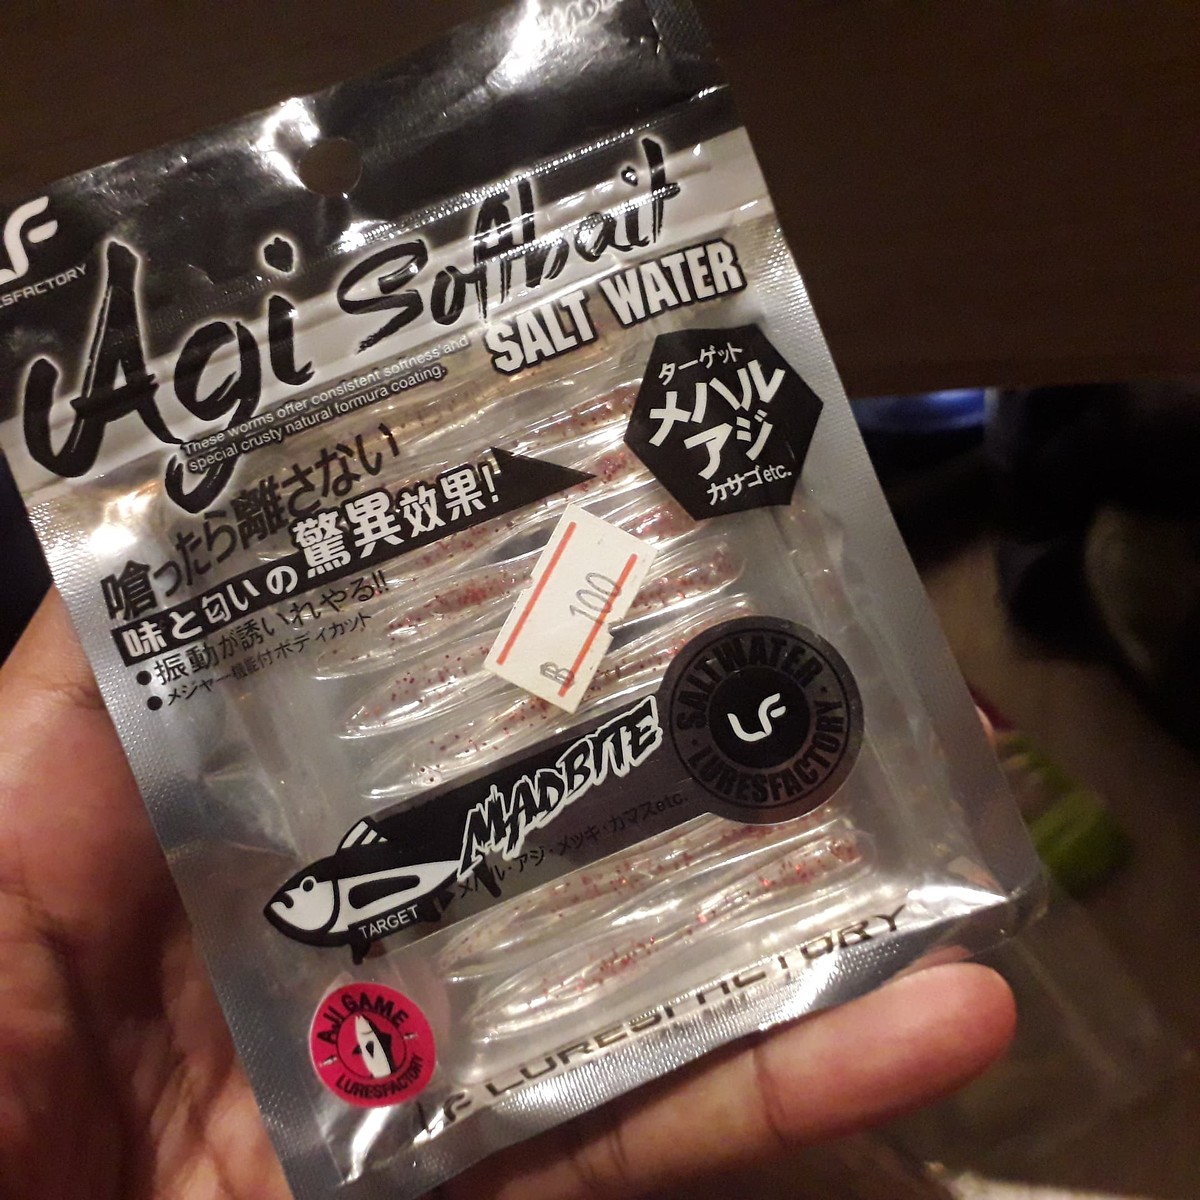 LF
Agi Softbait
SALT WATER
These worms offer consistent softness and
special crusty natural formura coating.
ターゲット
メハル
アジ
カサゴetc.
喰ったら離さない
味と匂いの驚異効果!
●振動が誘いれやる!!
●メジャー機能付ボディカット
100
B
MADBITE
メバル・アジ・メッキ・カマスetc.
TARGET
SALTWATER
LF
LURESFACTORY
AJI GAME
LURESFACTORY
LF LURESFACTORY